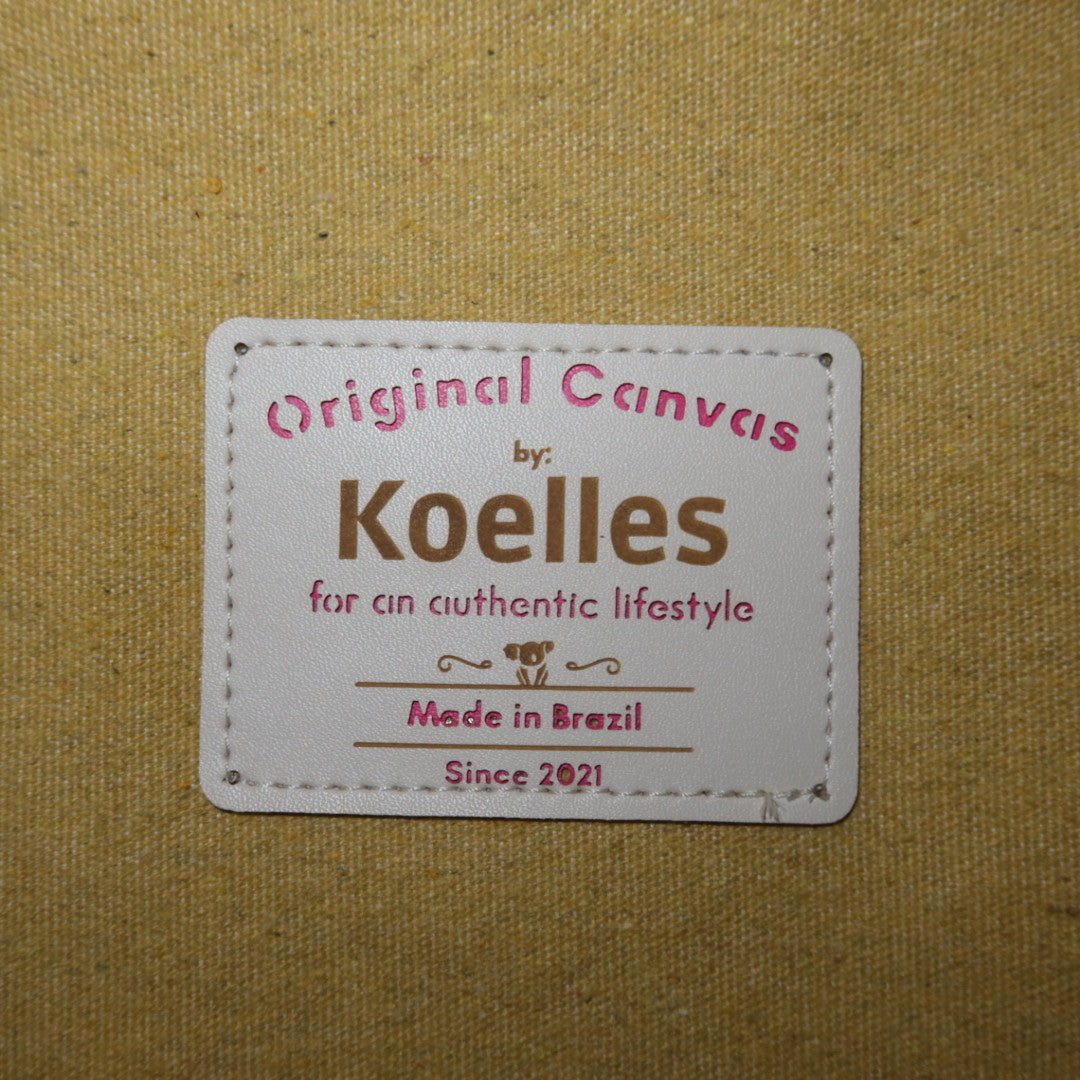 Original Canvas
by:
Koelles
for an authentic lifestyle
Made in Brazil
Since 2021